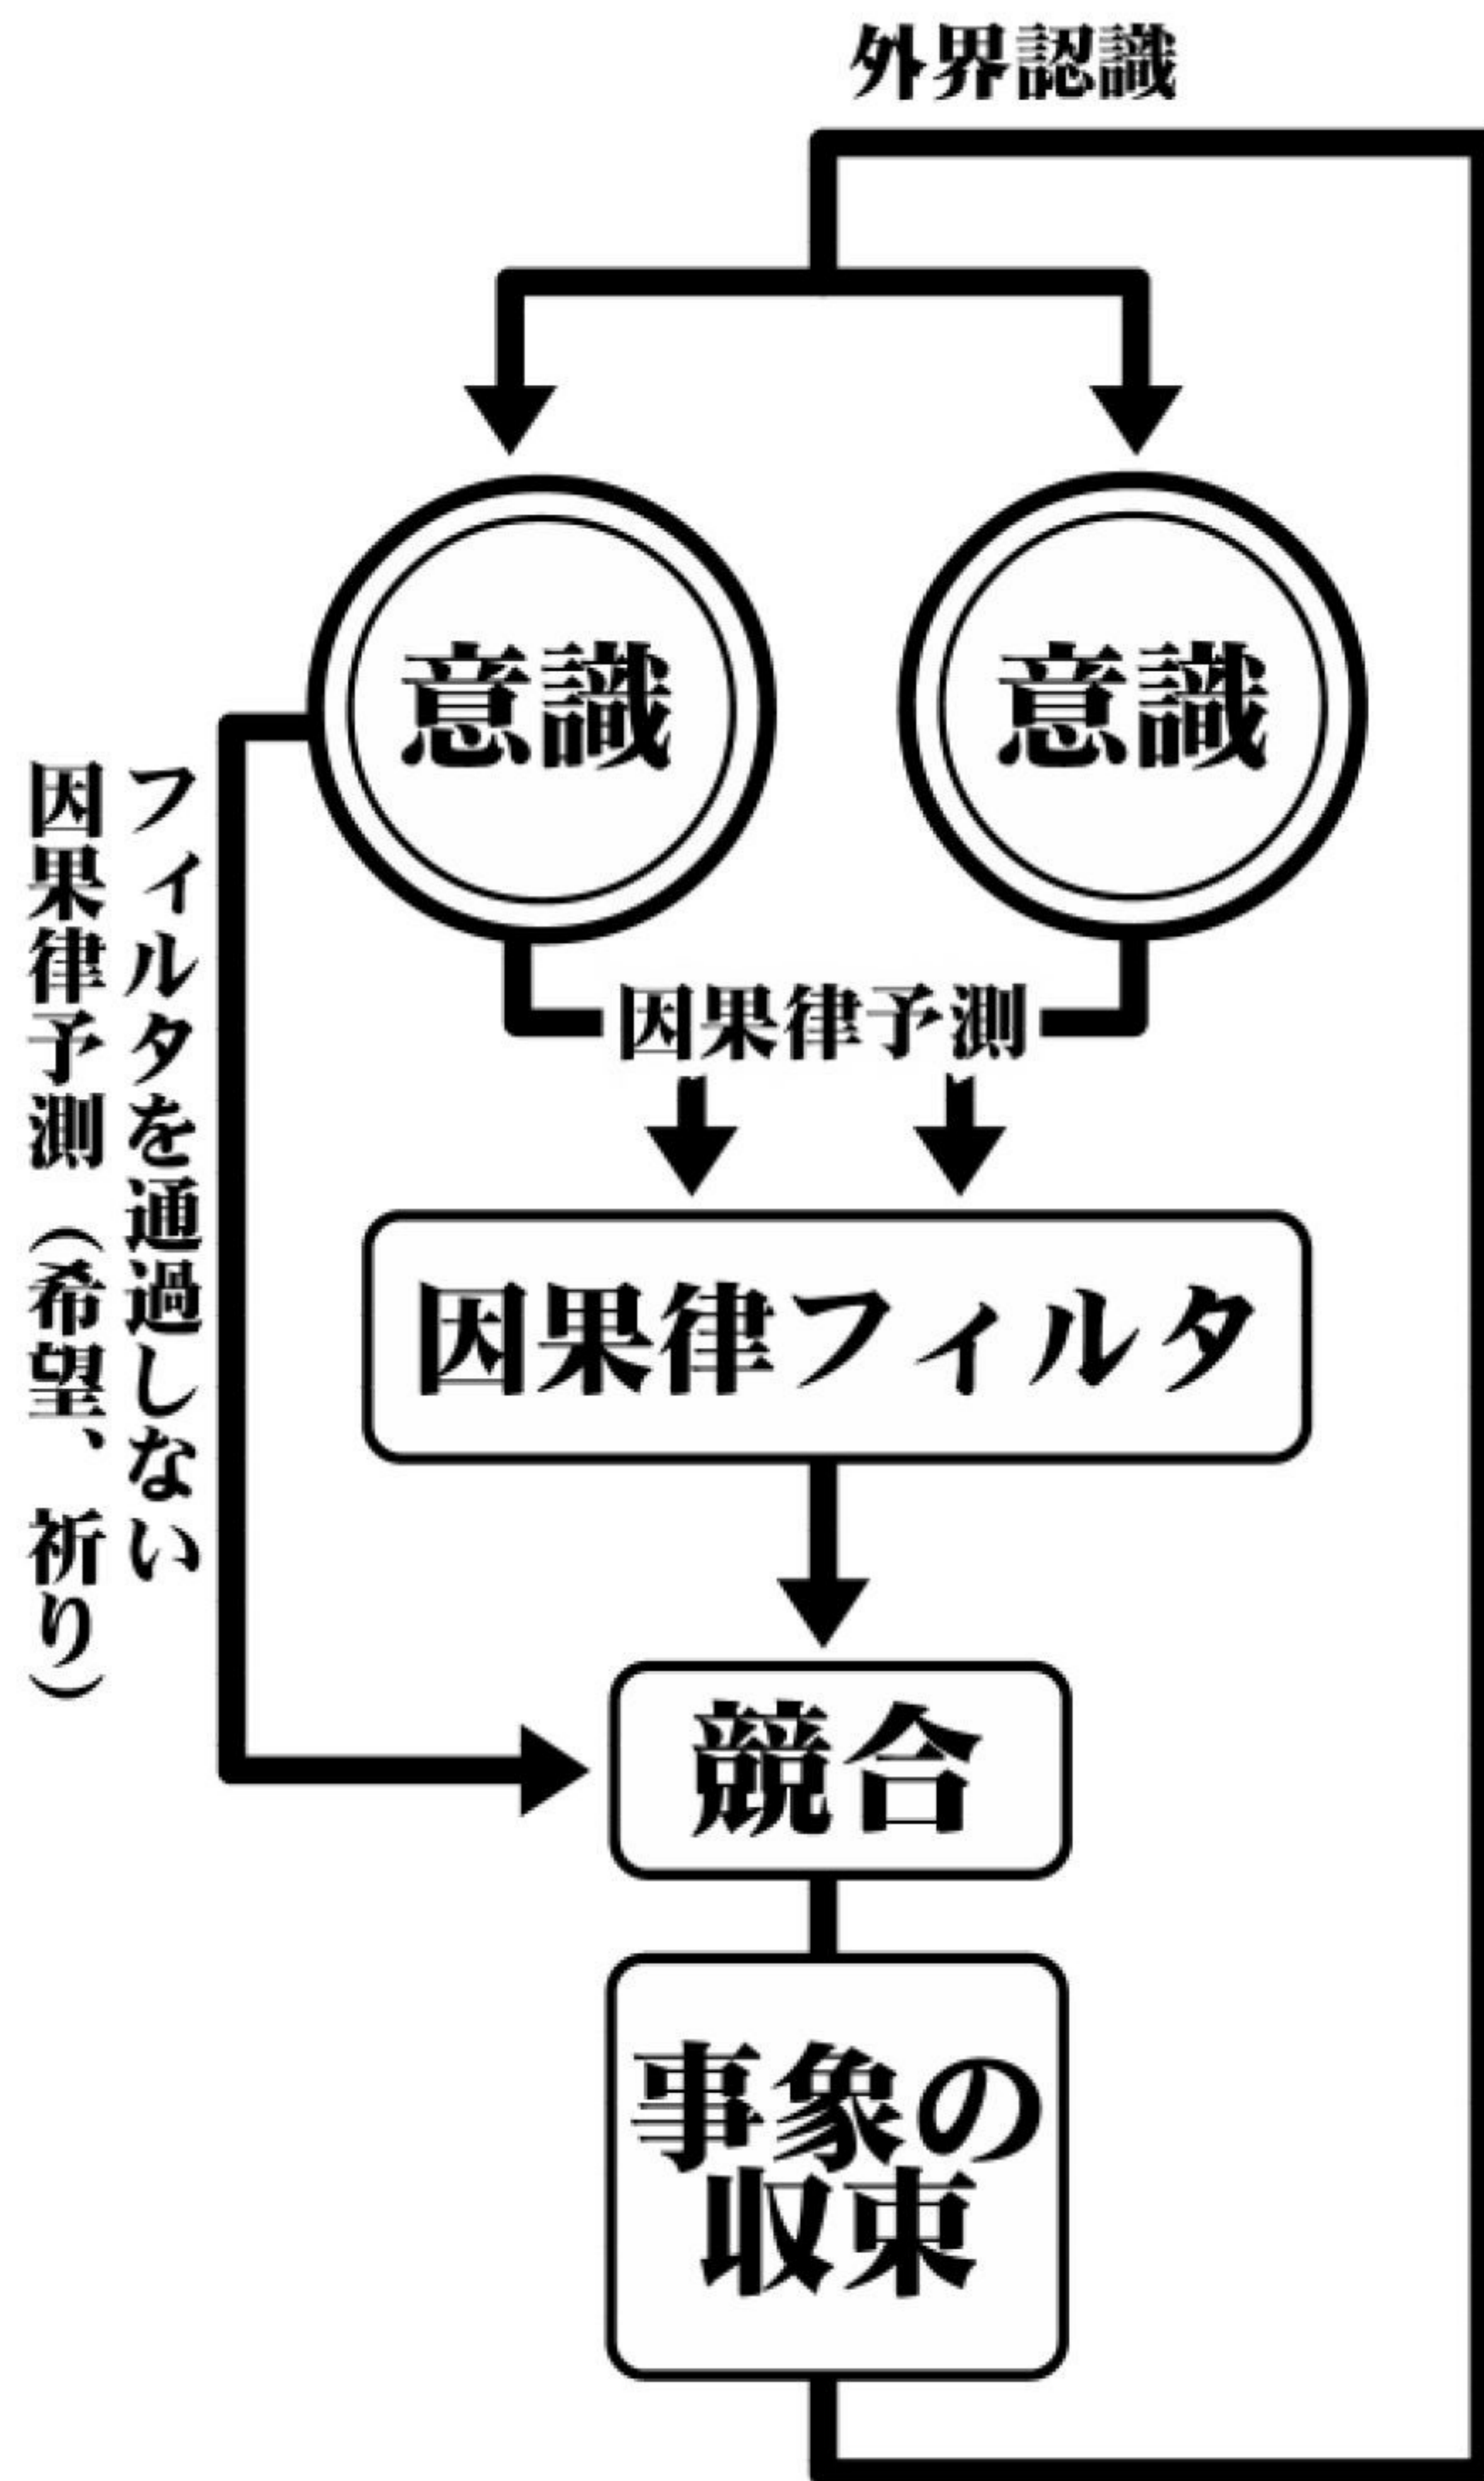 外界認識
意識
意識
フィルタを通過しない
因果律予測（希望、祈り）
因果律予測
因果律フィルタ
競合
事象の
収束